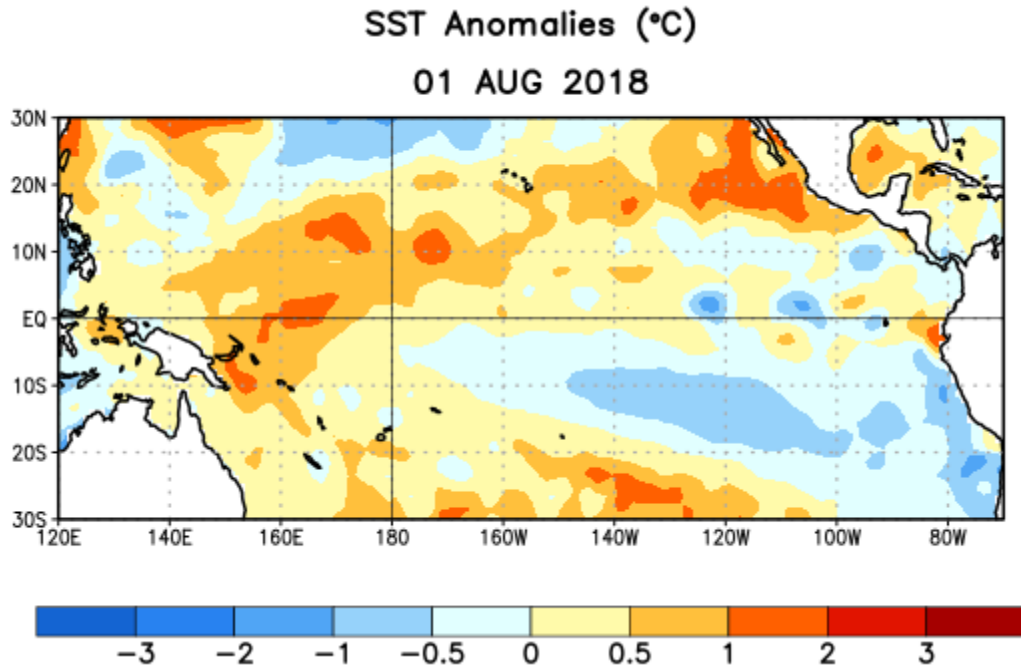 SST Anomalies (°C)
01 AUG 2018
30N
20N
10N
EQ
10S
20S
30S
120E 140E 160E 180 160W 140W 120W 100W 80W
-3 -2 -1 -0.5 0 0.5 1 2 3